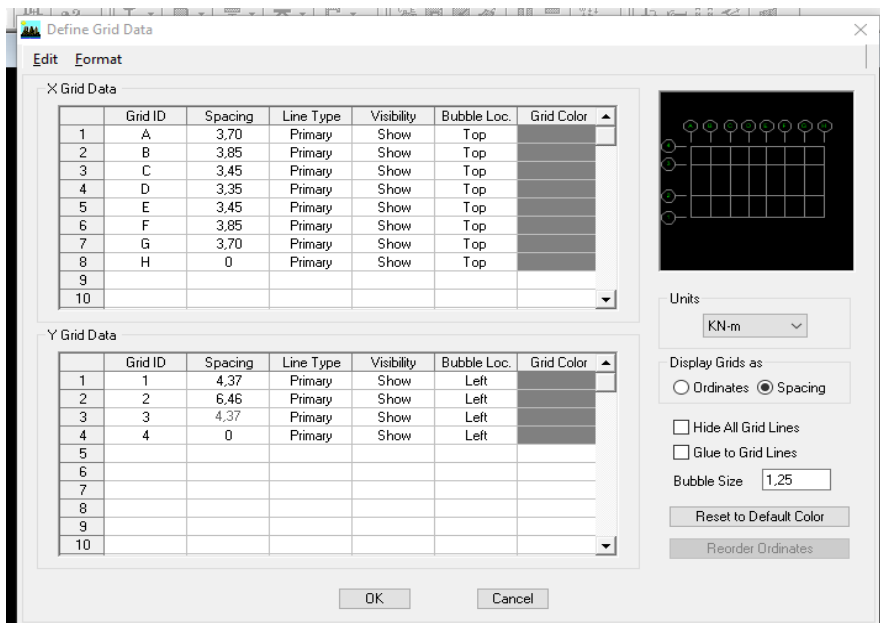 Define Grid Data
Edit Format
X Grid Data
Grid ID Spacing Line Type Visibility Bubble Loc. Grid Color
1 A 3,70 Primary Show Top
2 B 3,85 Primary Show Top
3 C 3,45 Primary Show Top
4 D 3,35 Primary Show Top
5 E 3,45 Primary Show Top
6 F 3,85 Primary Show Top
7 G 3,70 Primary Show Top
8 H 0 Primary Show Top
9
10
Y Grid Data
Grid ID Spacing Line Type Visibility Bubble Loc. Grid Color
1 1 4,37 Primary Show Left
2 2 6,46 Primary Show Left
3 3 4,37 Primary Show Left
4 4 0 Primary Show Left
5
6
7
8
9
10
Units
KN-m
Display Grids as
Ordinates Spacing
Hide All Grid Lines
Glue to Grid Lines
Bubble Size 1,25
Reset to Default Color
Reorder Ordinates
OK Cancel